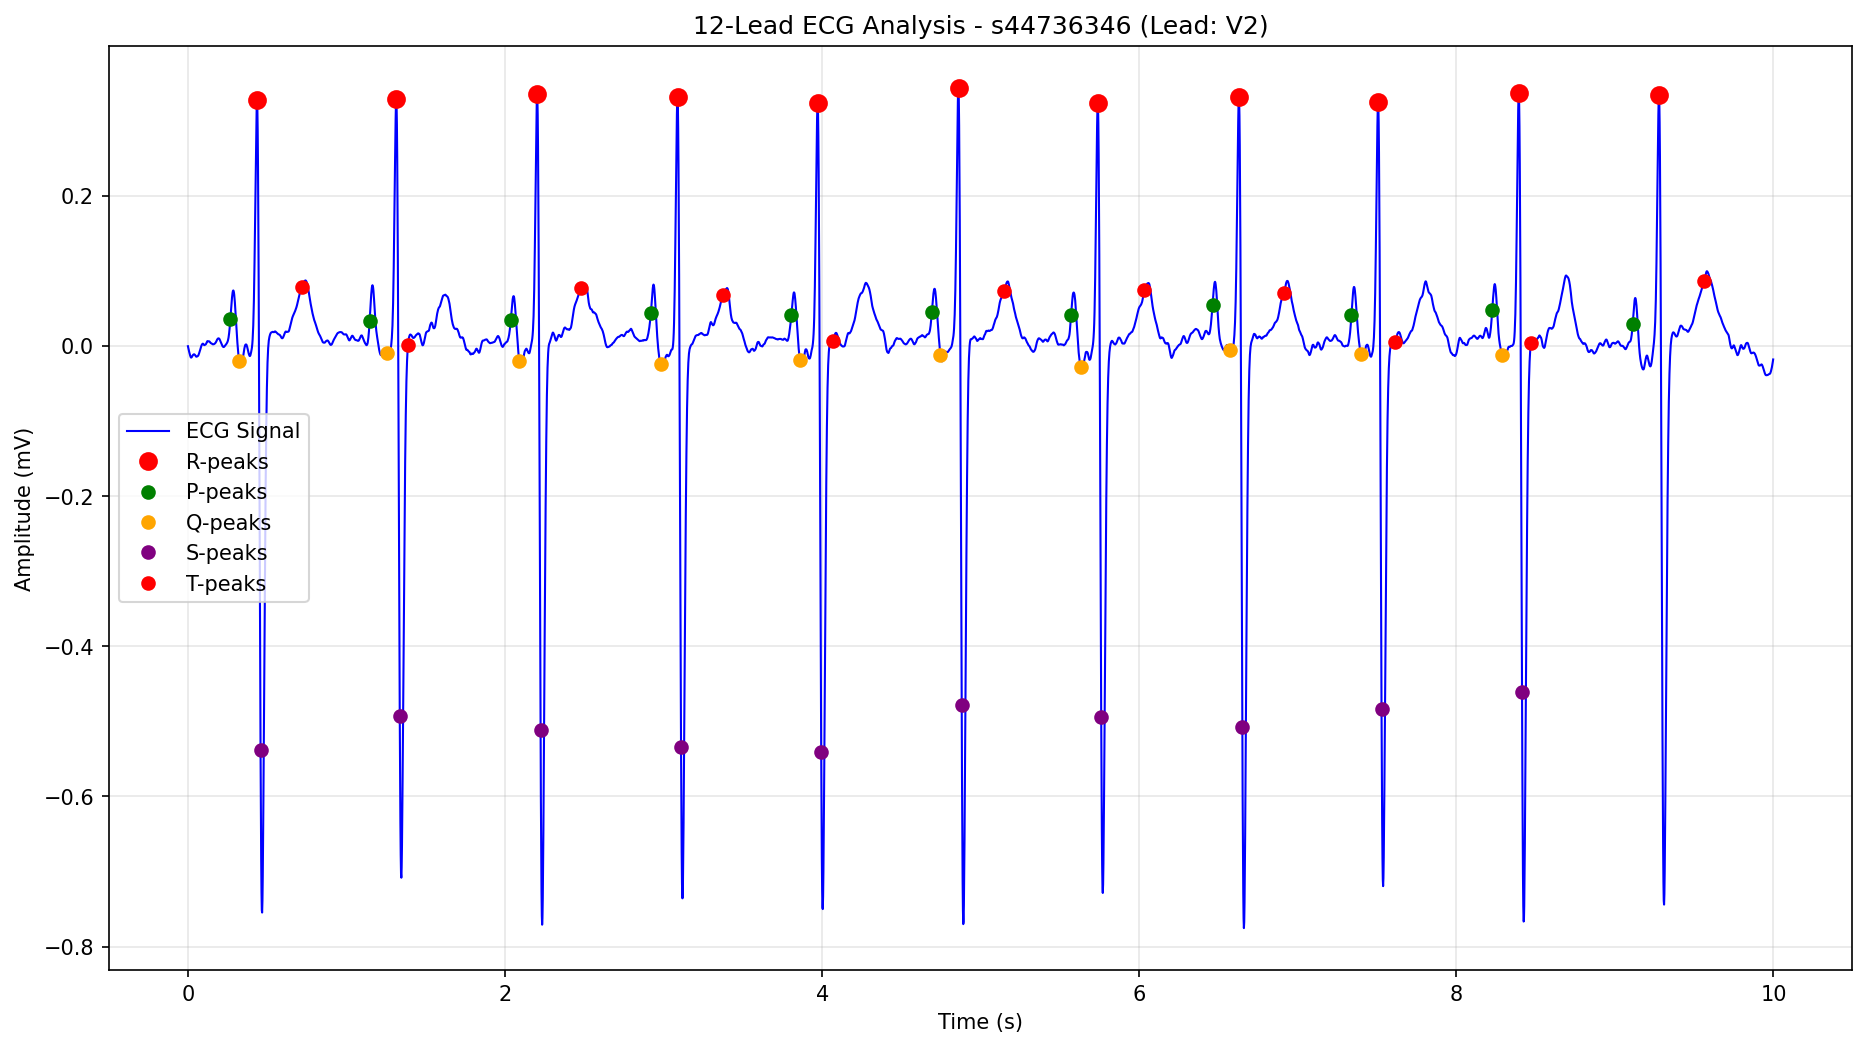 12-Lead ECG Analysis - s44736346 (Lead: V2)
Amplitude (mV)
0.2
0.0
−0.2
−0.4
−0.6
−0.8
ECG Signal
R-peaks
P-peaks
Q-peaks
S-peaks
T-peaks
0 2 4 6 8 10
Time (s)